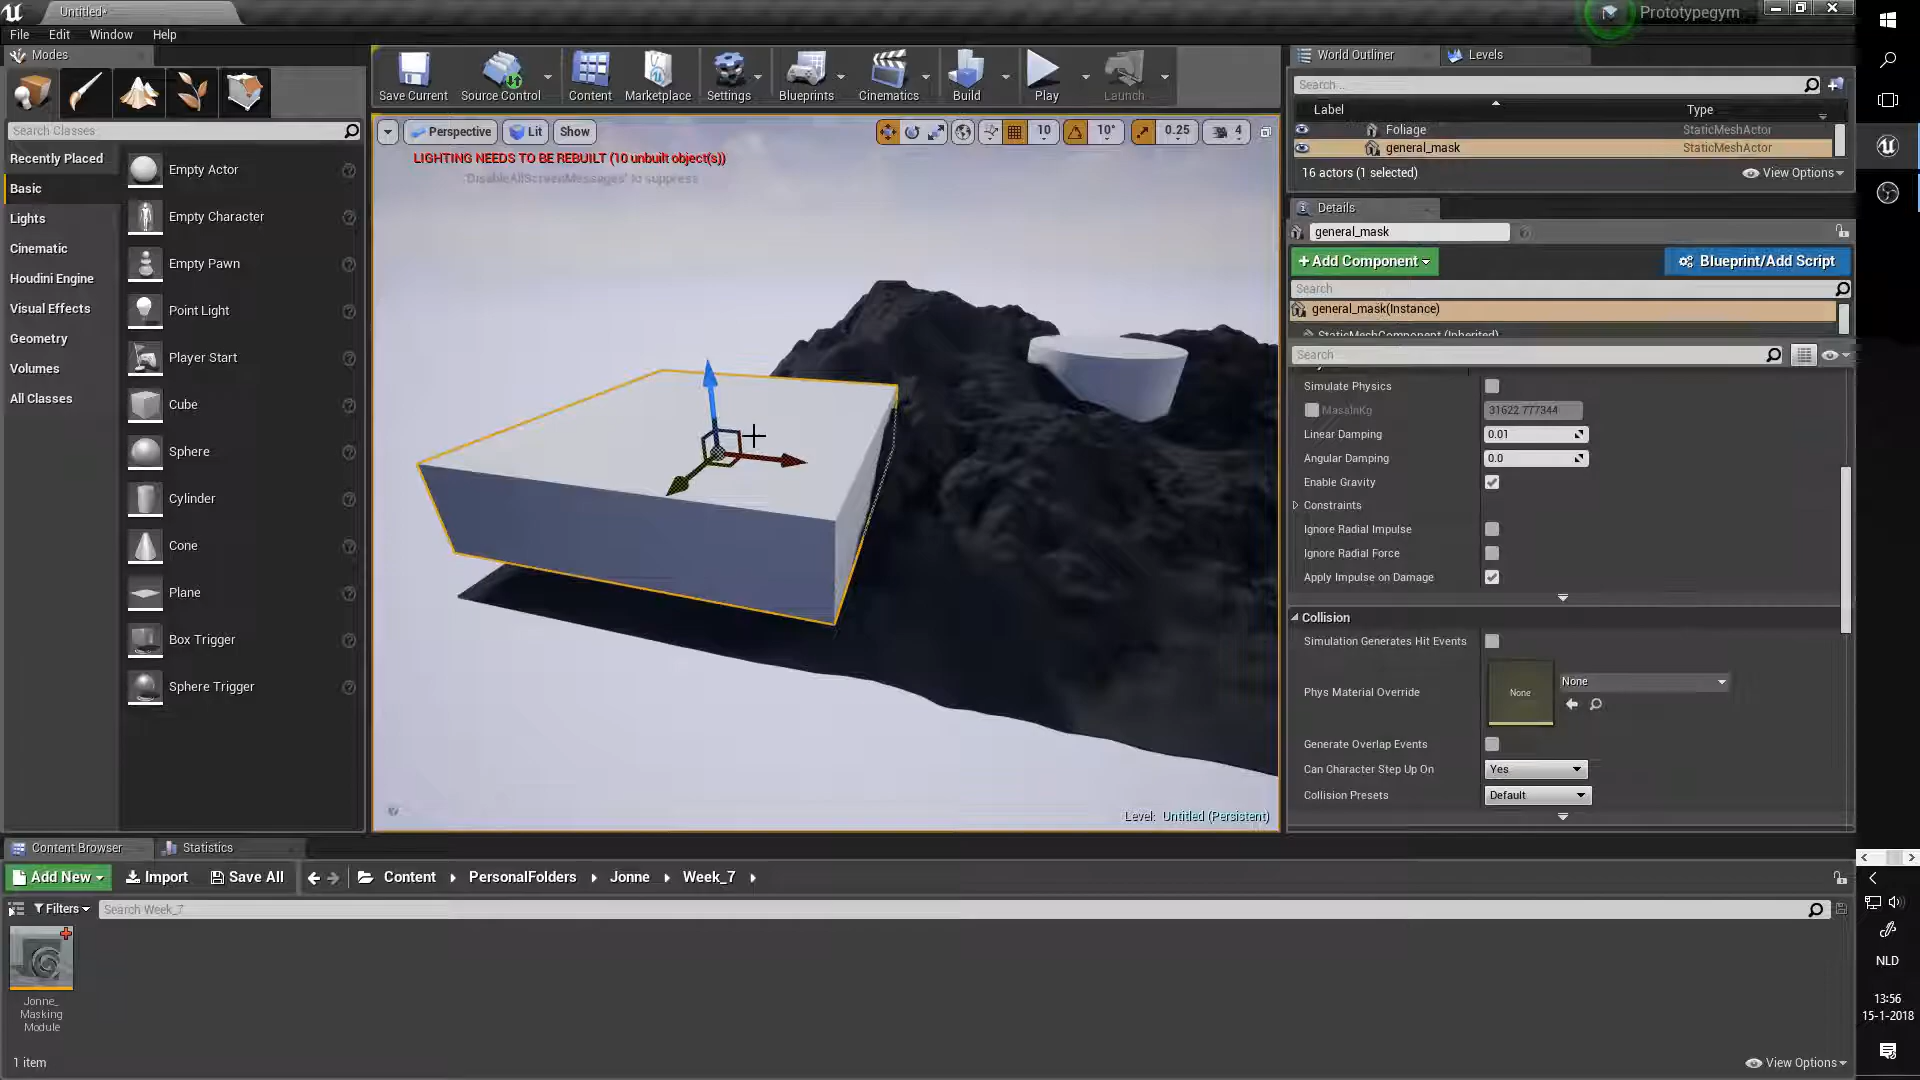 Untitled*
Prototypegym
File Edit Window Help
Modes
Search Classes
Recently Placed
Basic
Lights
Cinematic
Houdini Engine
Visual Effects
Geometry
Volumes
All Classes
Empty Actor
Empty Character
Empty Pawn
Point Light
Player Start
Cube
Sphere
Cylinder
Cone
Plane
Box Trigger
Sphere Trigger
Save Current Source Control Content Marketplace Settings Blueprints Cinematics Build Play Launch
Perspective Lit Show 10 10° 0.25 4
LIGHTING NEEDS TO BE REBUILT (10 unbuilt object(s))
'DisableAllScreenMessages' to suppress
Level: Untitled (Persistent)
World Outliner Levels
Search...
Label Type
Foliage StaticMeshActor
general_mask StaticMeshActor
16 actors (1 selected) View Options
Details
general_mask
+Add Component Blueprint/Add Script
Search
general_mask(Instance)
StaticMeshComponent (Inherited)
Search
Simulate Physics
MassInKg 31622.777344
Linear Damping 0.01
Angular Damping 0.0
Enable Gravity
Constraints
Ignore Radial Impulse
Ignore Radial Force
Apply Impulse on Damage
Collision
Simulation Generates Hit Events
Phys Material Override None None
Generate Overlap Events
Can Character Step Up On Yes
Collision Presets Default
Content Browser Statistics
Add New Import Save All Content PersonalFolders Jonne Week_7
Filters Search Week_7
Jonne_
Masking
Module
1 item View Options
NLD
13:56
15-1-2018